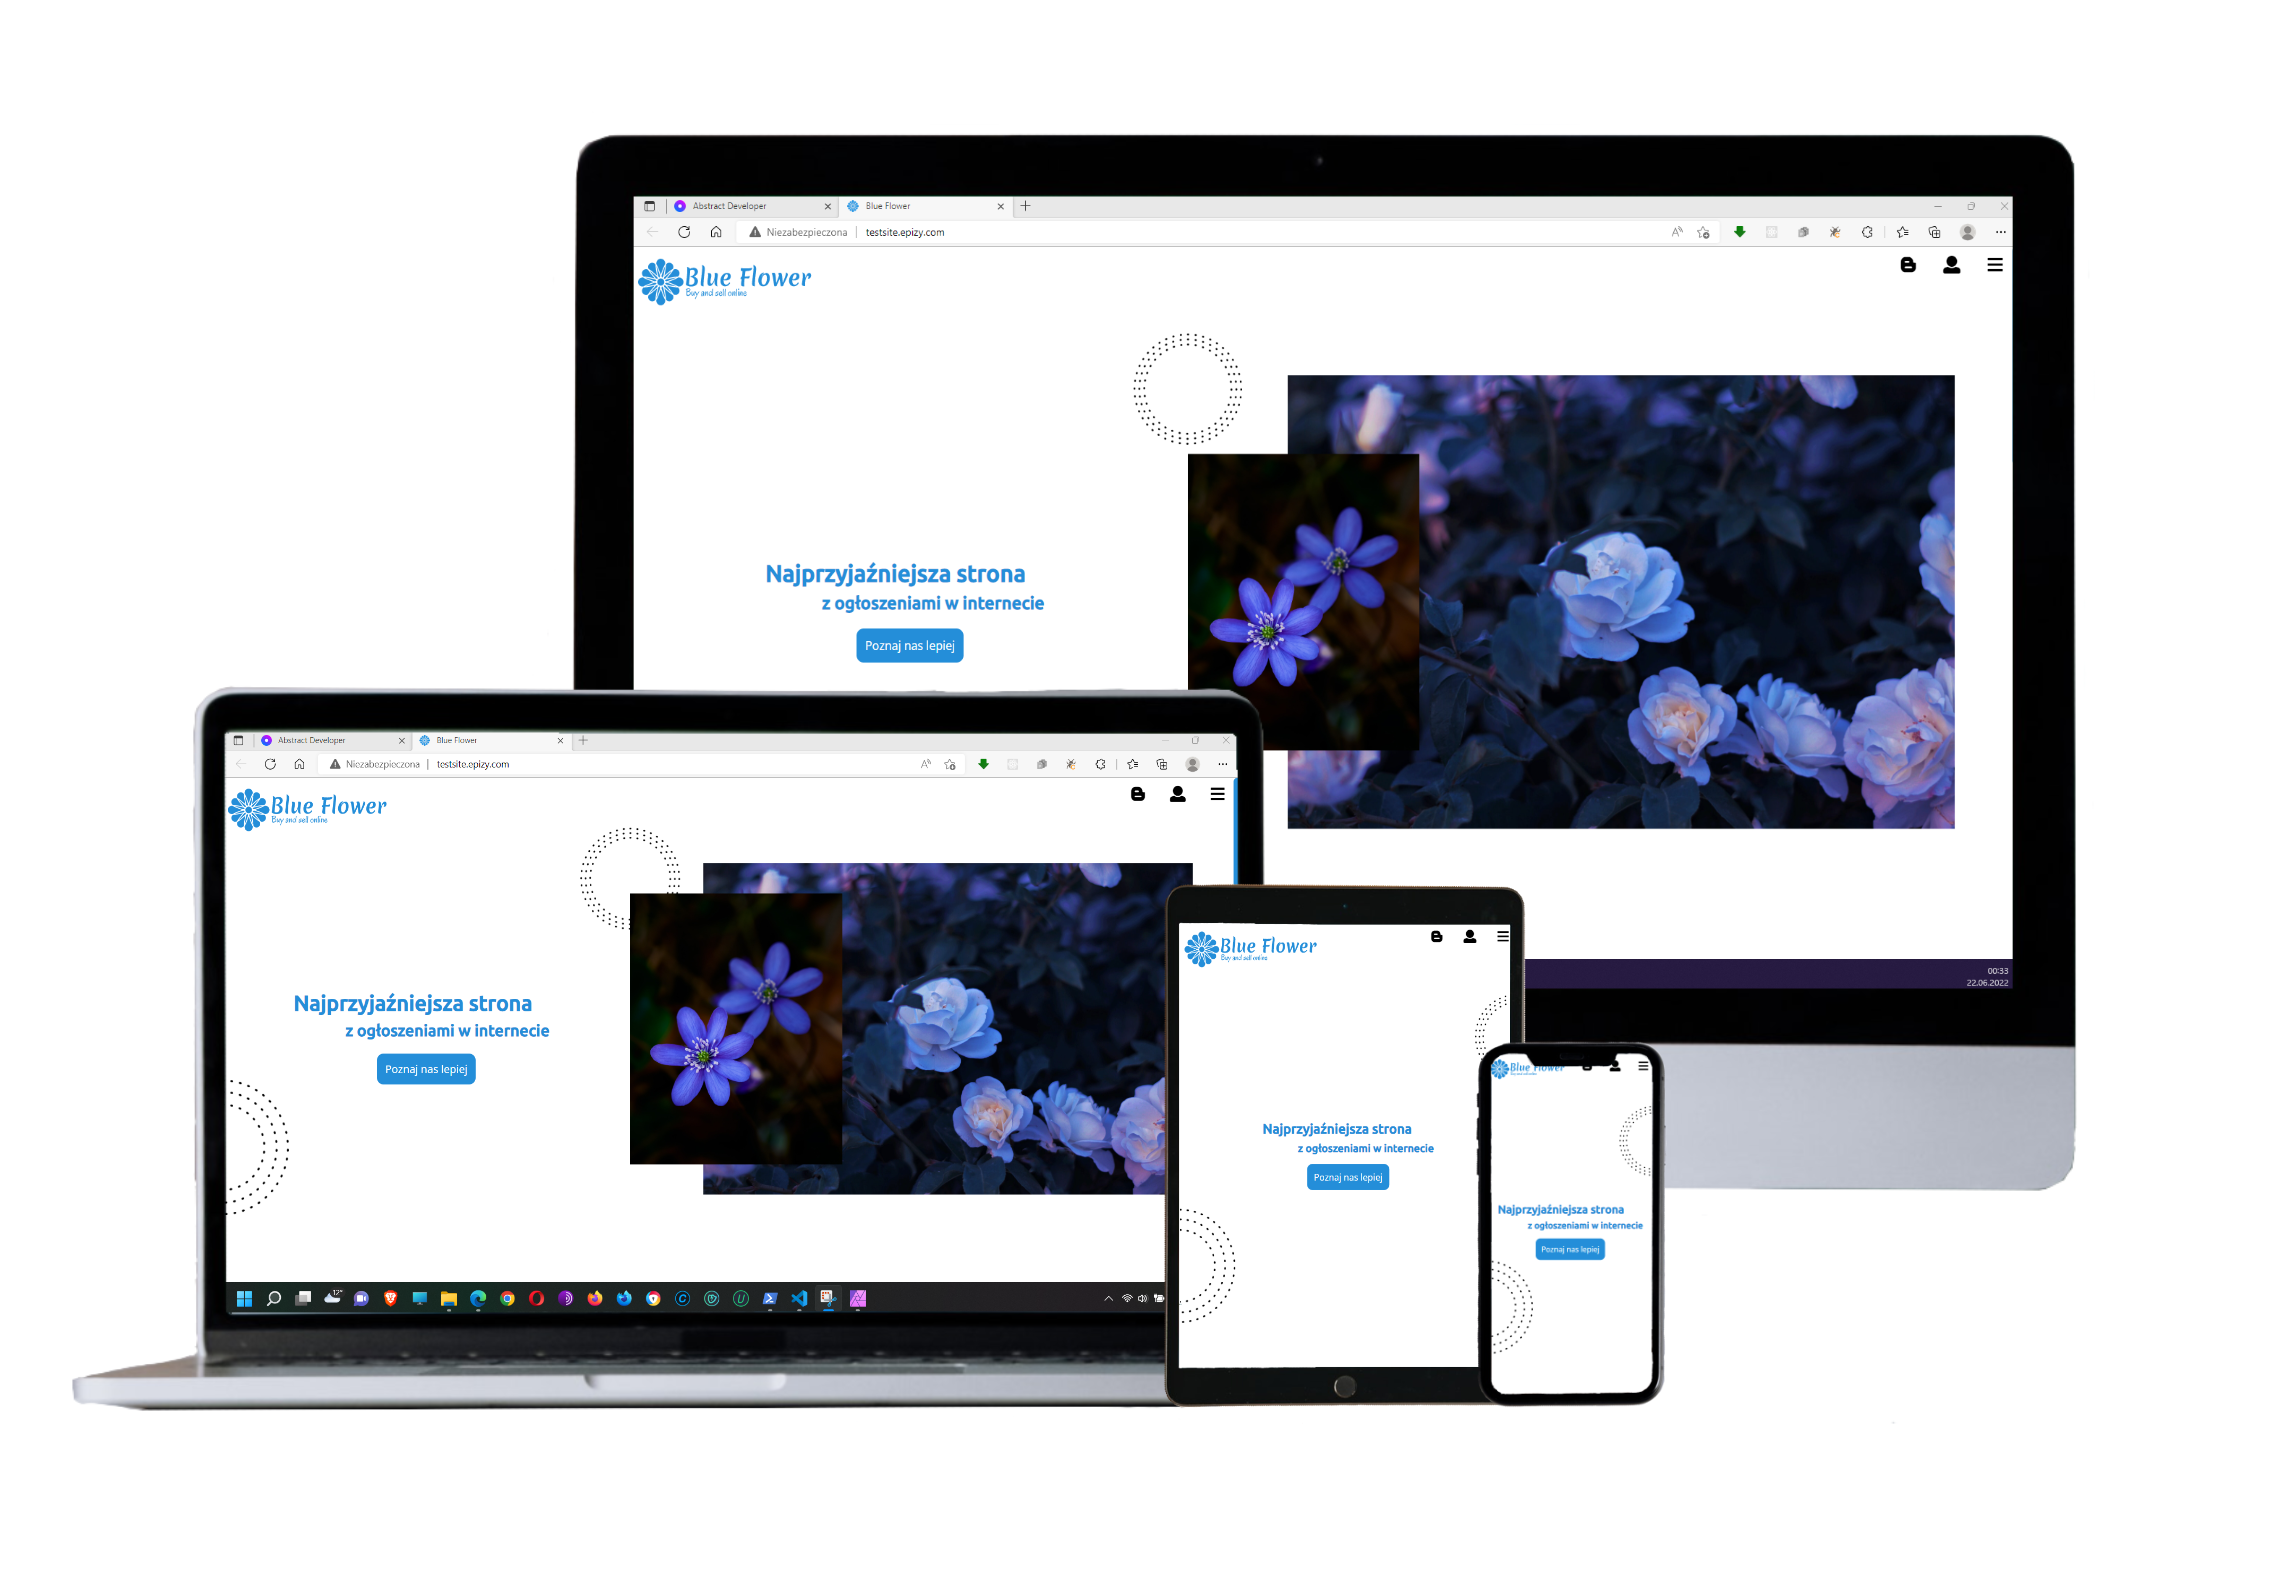 Abstract Developer
Blue Flower
Niezabezpieczona
testsite.epizy.com
Blue Flower
Buy and sell online
Najprzyjaźniejsza strona
z ogłoszeniami w internecie
Poznaj nas lepiej
00:33
22.06.2022
Abstract Developer
Blue Flower
Niezabezpieczona
testsite.epizy.com
Blue Flower
Buy and sell online
Najprzyjaźniejsza strona
z ogłoszeniami w internecie
Poznaj nas lepiej
12°
Blue Flower
Buy and sell online
Najprzyjaźniejsza strona
z ogłoszeniami w internecie
Poznaj nas lepiej
Blue Flower
Najprzyjaźniejsza strona
z ogłoszeniami w internecie
Poznaj nas lepiej